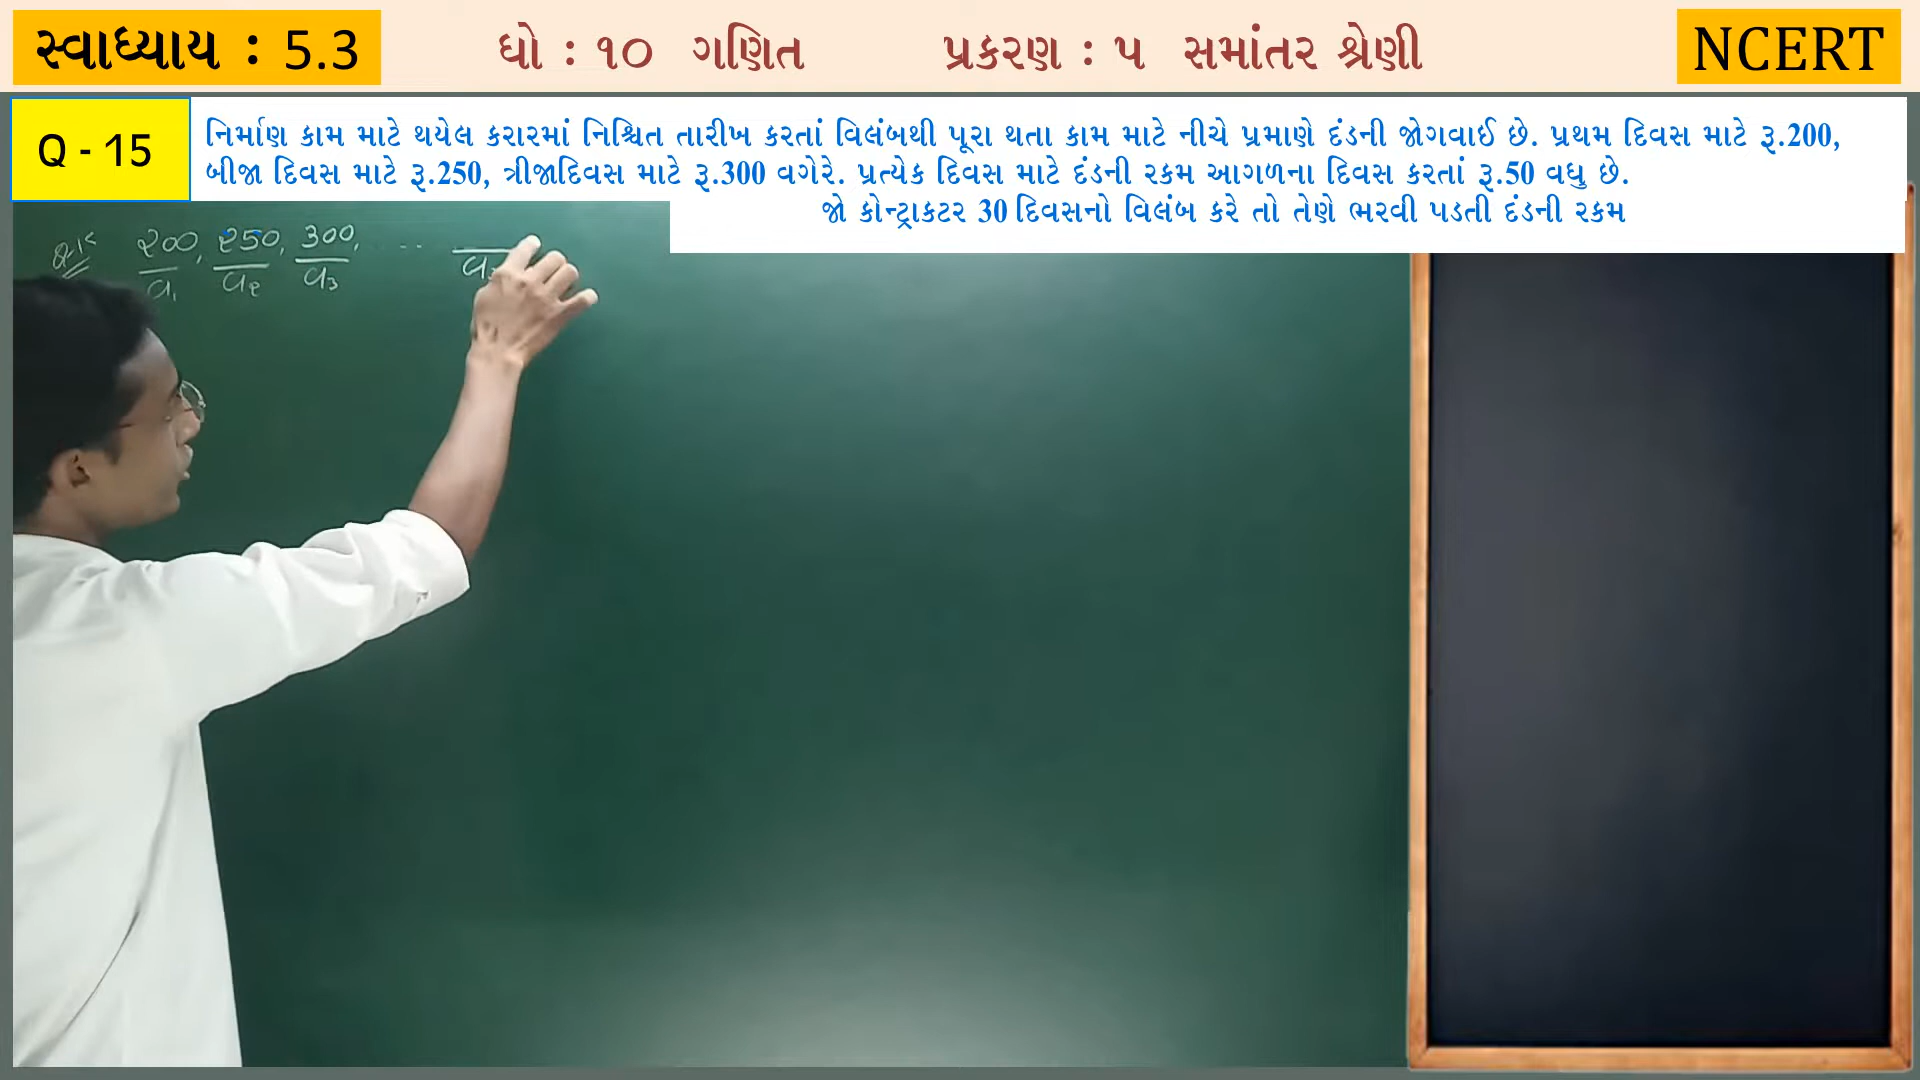 સ્વાધ્યાય : 5.3
ધો : ૧૦ ગણિત
પ્રકરણ : ૫ સમાંતર શ્રેણી
NCERT
Q - 15
નિર્માણ કામ માટે થયેલ કરારમાં નિશ્ચિત તારીખ કરતાં વિલંબથી પૂરા થતા કામ માટે નીચે પ્રમાણે દંડની જોગવાઈ છે. પ્રથમ દિવસ માટે રૂ.200,
બીજા દિવસ માટે રૂ.250, ત્રીજાદિવસ માટે રૂ.300 વગેરે. પ્રત્યેક દિવસ માટે દંડની રકમ આગળના દિવસ કરતાં રૂ.50 વધુ છે.
જો કોન્ટ્રાકટર 30 દિવસનો વિલંબ કરે તો તેણે ભરવી પડતી દંડની રકમ
૨00, ૨50, 300,